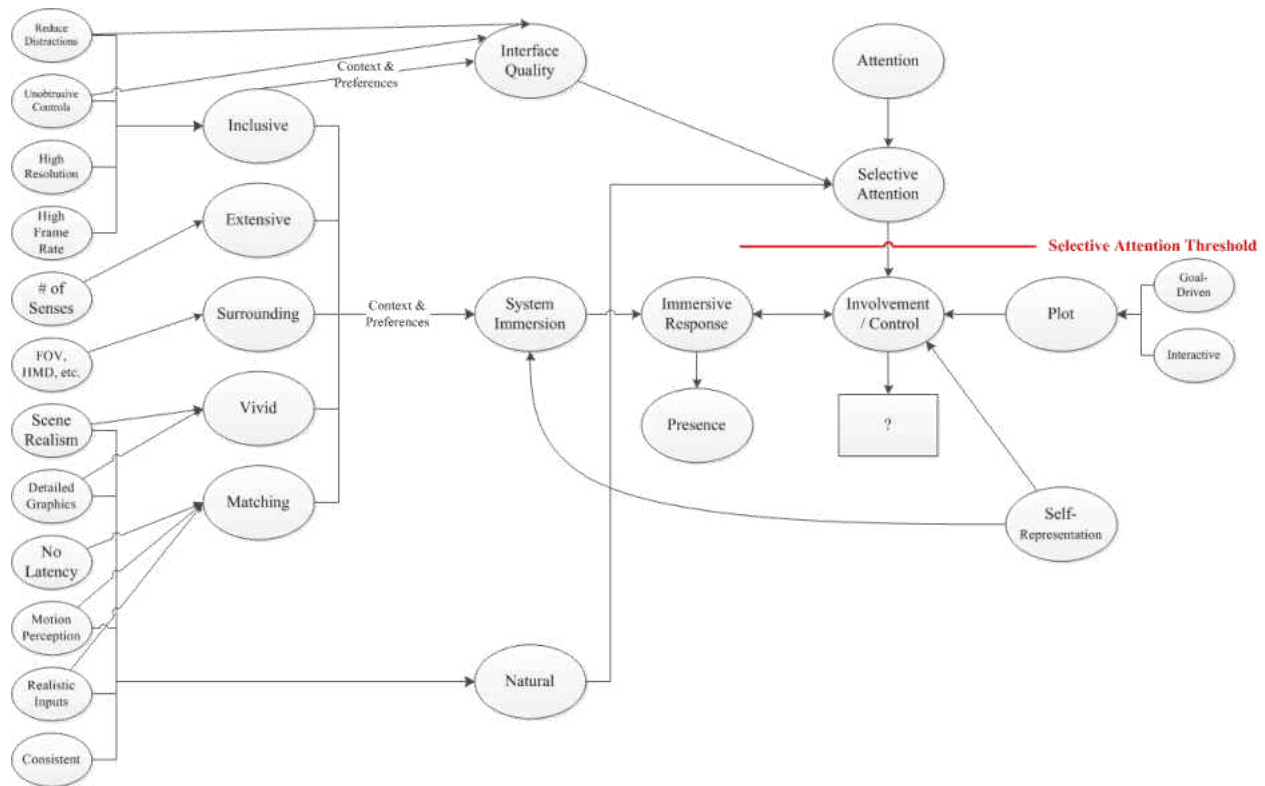 Reduce
Distractions
Unobtrusive
Controls
High
Resolution
High
Frame
Rate
# of
Senses
FOV,
HMD, etc.
Scene
Realism
Detailed
Graphics
No
Latency
Motion
Perception
Realistic
Inputs
Consistent
Inclusive
Extensive
Surrounding
Vivid
Matching
Context &
Preferences
Context &
Preferences
Interface
Quality
System
Immersion
Natural
Immersive
Response
Presence
Attention
Selective
Attention
Selective Attention Threshold
Involvement
/ Control
?
Plot
Goal-
Driven
Interactive
Self-
Representation